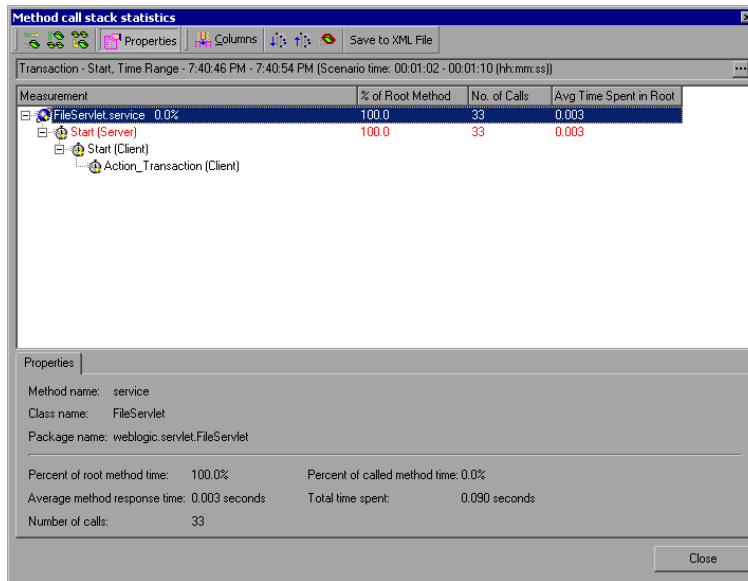 Method call stack statistics
Properties Columns Save to XML File
Transaction - Start, Time Range - 7:40:46 PM - 7:40:54 PM (Scenario time: 00:01:02 - 00:01:10 (hh:mm:ss)) ...
Measurement % of Root Method No. of Calls Avg Time Spent in Root
FileServlet.service 0.0% 100.0 33 0.003
Start (Server) 100.0 33 0.003
Start (Client)
Action_Transaction (Client)
Properties
Method name: service
Class name: FileServlet
Package name: weblogic.servlet.FileServlet
Percent of root method time: 100.0% Percent of called method time: 0.0%
Average method response time: 0.003 seconds Total time spent: 0.090 seconds
Number of calls: 33
Close